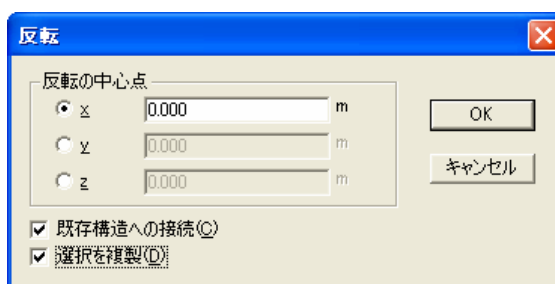 反転
反転の中心点
x 0.000 m
y 0.000 m
z 0.000 m
OK
キャンセル
既存構造への接続(C)
選択を複製(D)